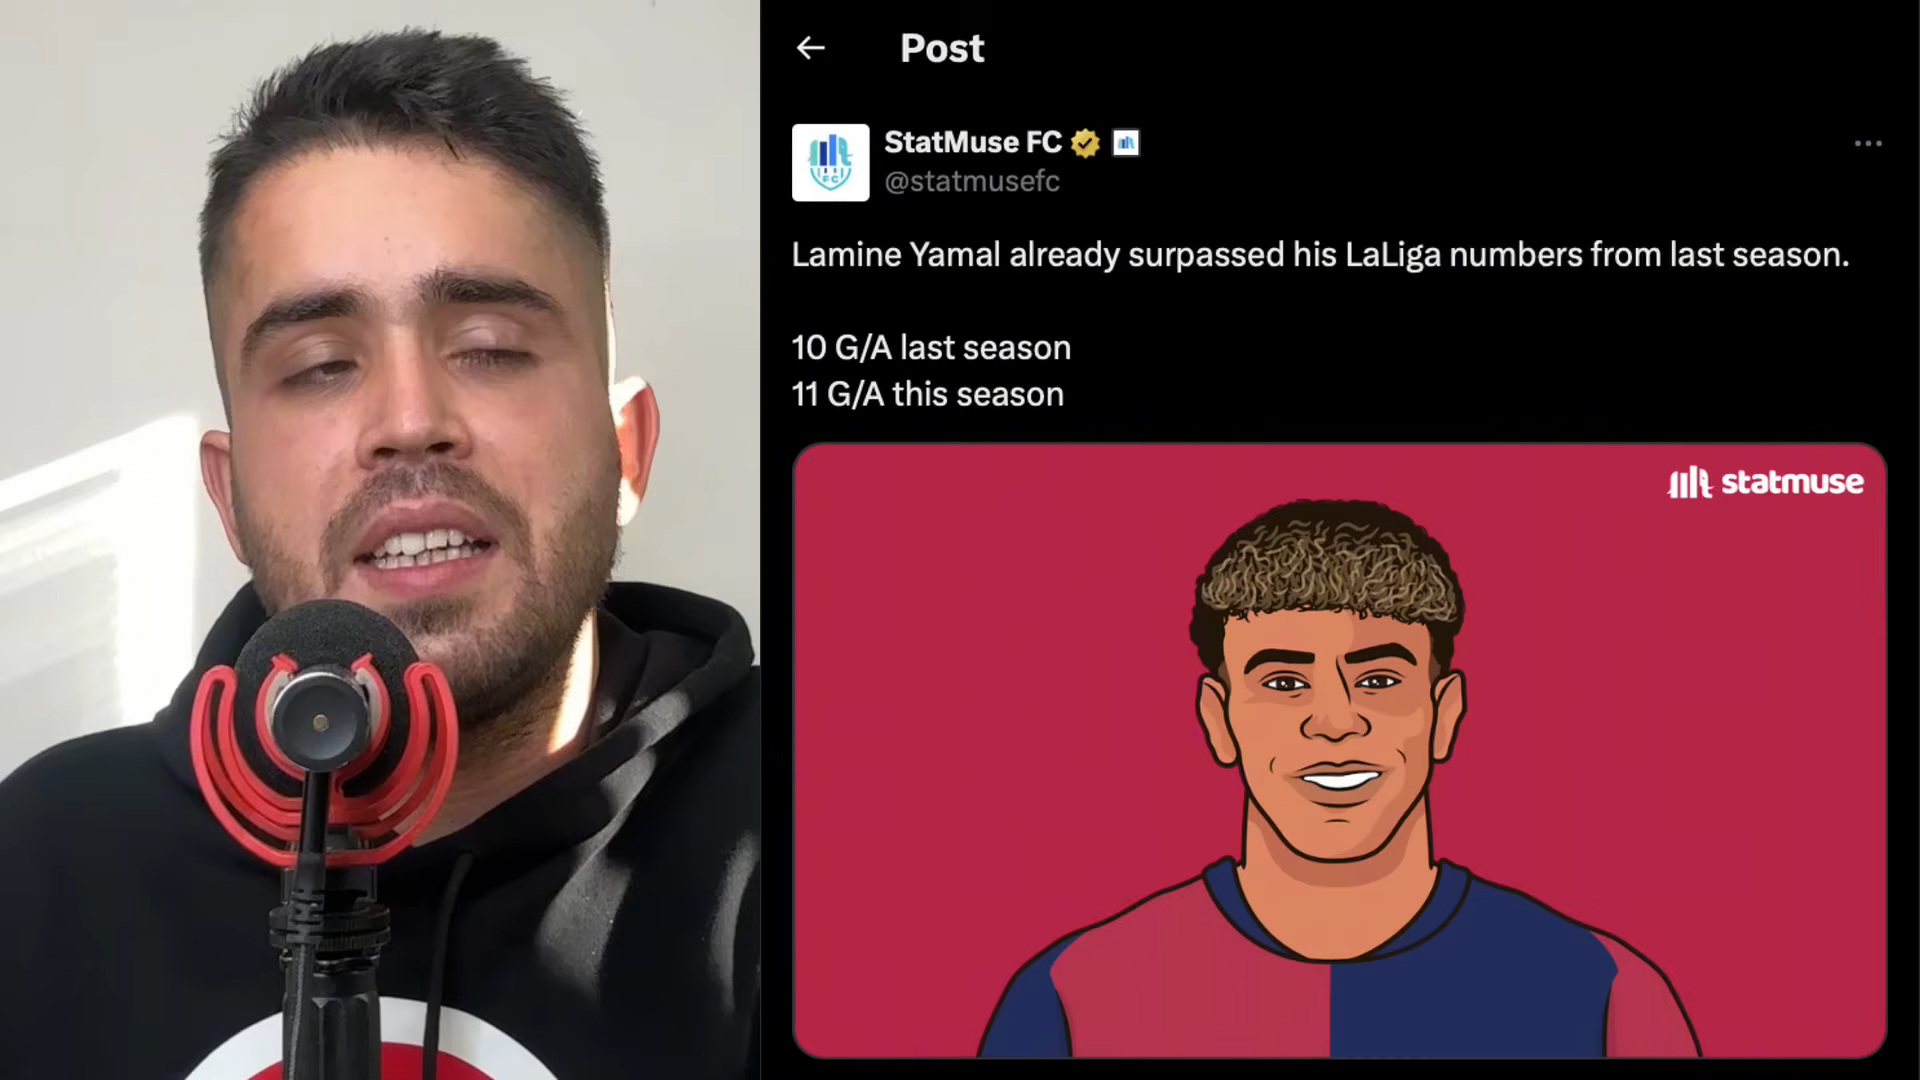 Post
StatMuse FC
@statmusefc
Lamine Yamal already surpassed his LaLiga numbers from last season.
10 G/A last season
11 G/A this season
statmuse
FC